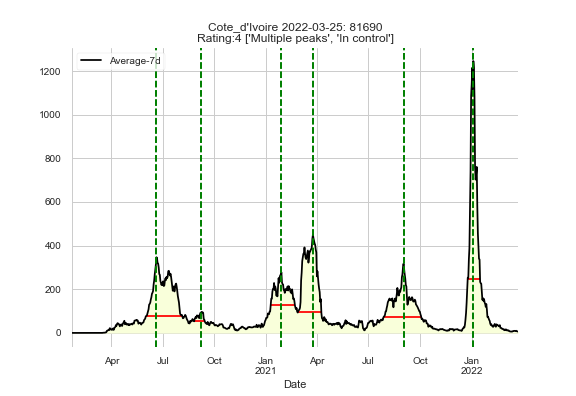 Cote_d'Ivoire 2022-03-25: 81690
Rating:4 ['Multiple peaks', 'In control']
Average-7d
1200
1000
800
600
400
200
0
Apr Jul Oct Jan Apr Jul Oct Jan
2021 2022
Date